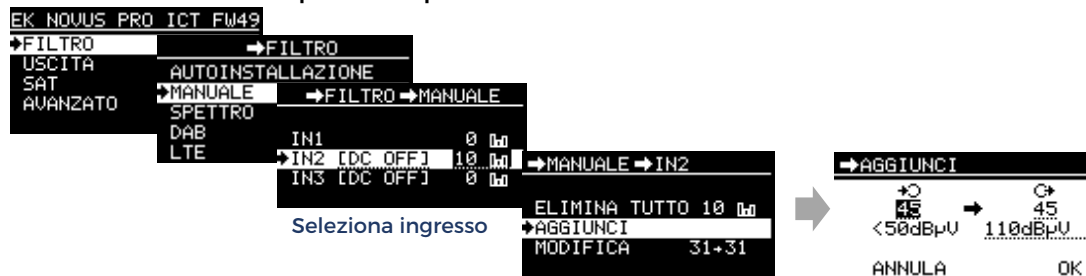 EK NOVUS PRO ICT FW49
➔FILTRO
USCITA
SAT
AVANZATO
➔FILTRO
AUTOINSTALLAZIONE
➔MANUALE
SPETTRO
DAB
LTE
➔FILTRO➔MANUALE
IN1 0
➔IN2 [DC OFF] 10
IN3 [DC OFF] 0
Seleziona ingresso
➔MANUALE➔IN2
ELIMINA TUTTO 10
➔AGGIUNCI
MODIFICA 31→31
➔AGGIUNCI
45 ➔ 45
<50dBµV 110dBµV
ANNULA OK